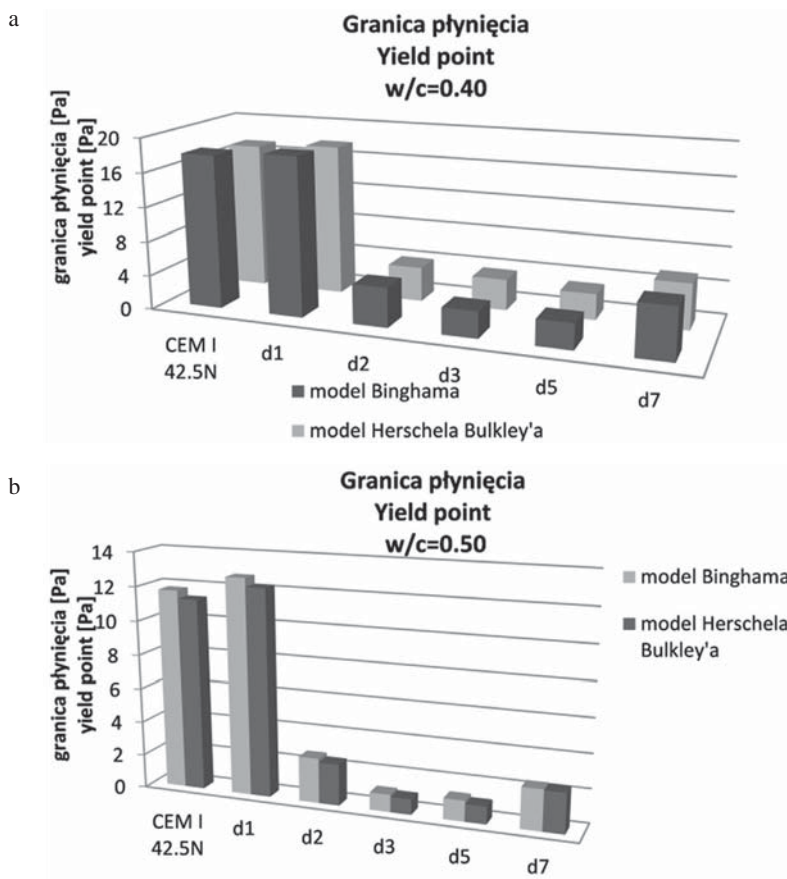 a
Granica płynięcia
Yield point
w/c=0.40
granica płynięcia [Pa]
yield point [Pa]
20
16
12
8
4
0
CEM I
42.5N
d1
d2
d3
d5
d7
model Binghama
model Herschela Bulkley'a
b
Granica płynięcia
Yield point
w/c=0.50
granica płynięcia [Pa]
yield point [Pa]
14
12
10
8
6
4
2
0
CEM I
42.5N
d1
d2
d3
d5
d7
model Binghama
model Herschela
Bulkley'a